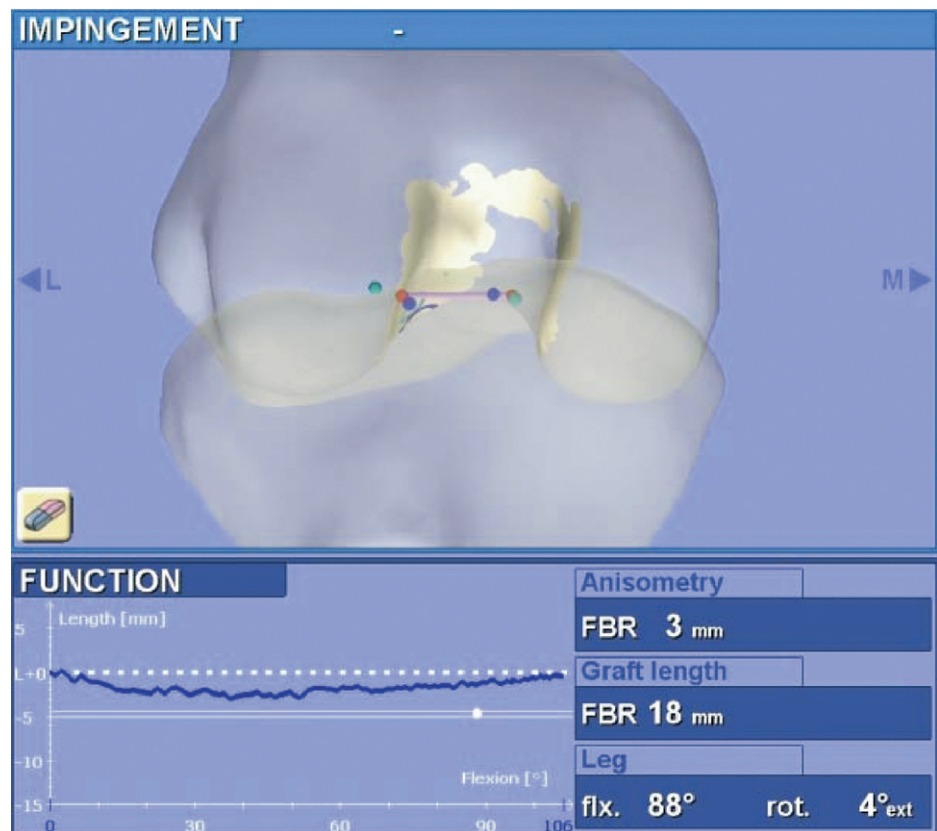 IMPINGEMENT -
L M
FUNCTION
Length [mm]
5
L+0
-5
-10
-15
Flexion [°]
0 30 60 90 106
Anisometry
FBR 3 mm
Graft length
FBR 18 mm
Leg
flx. 88° rot. 4°ext